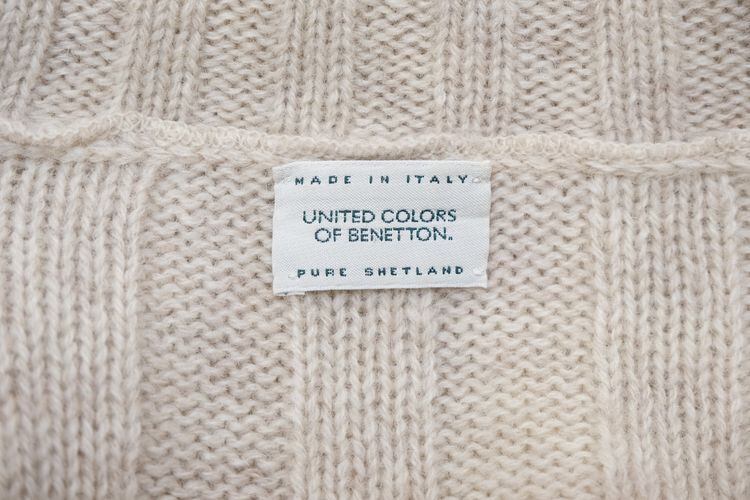 MADE IN ITALY
UNITED COLORS
OF BENETTON.
PURE SHETLAND